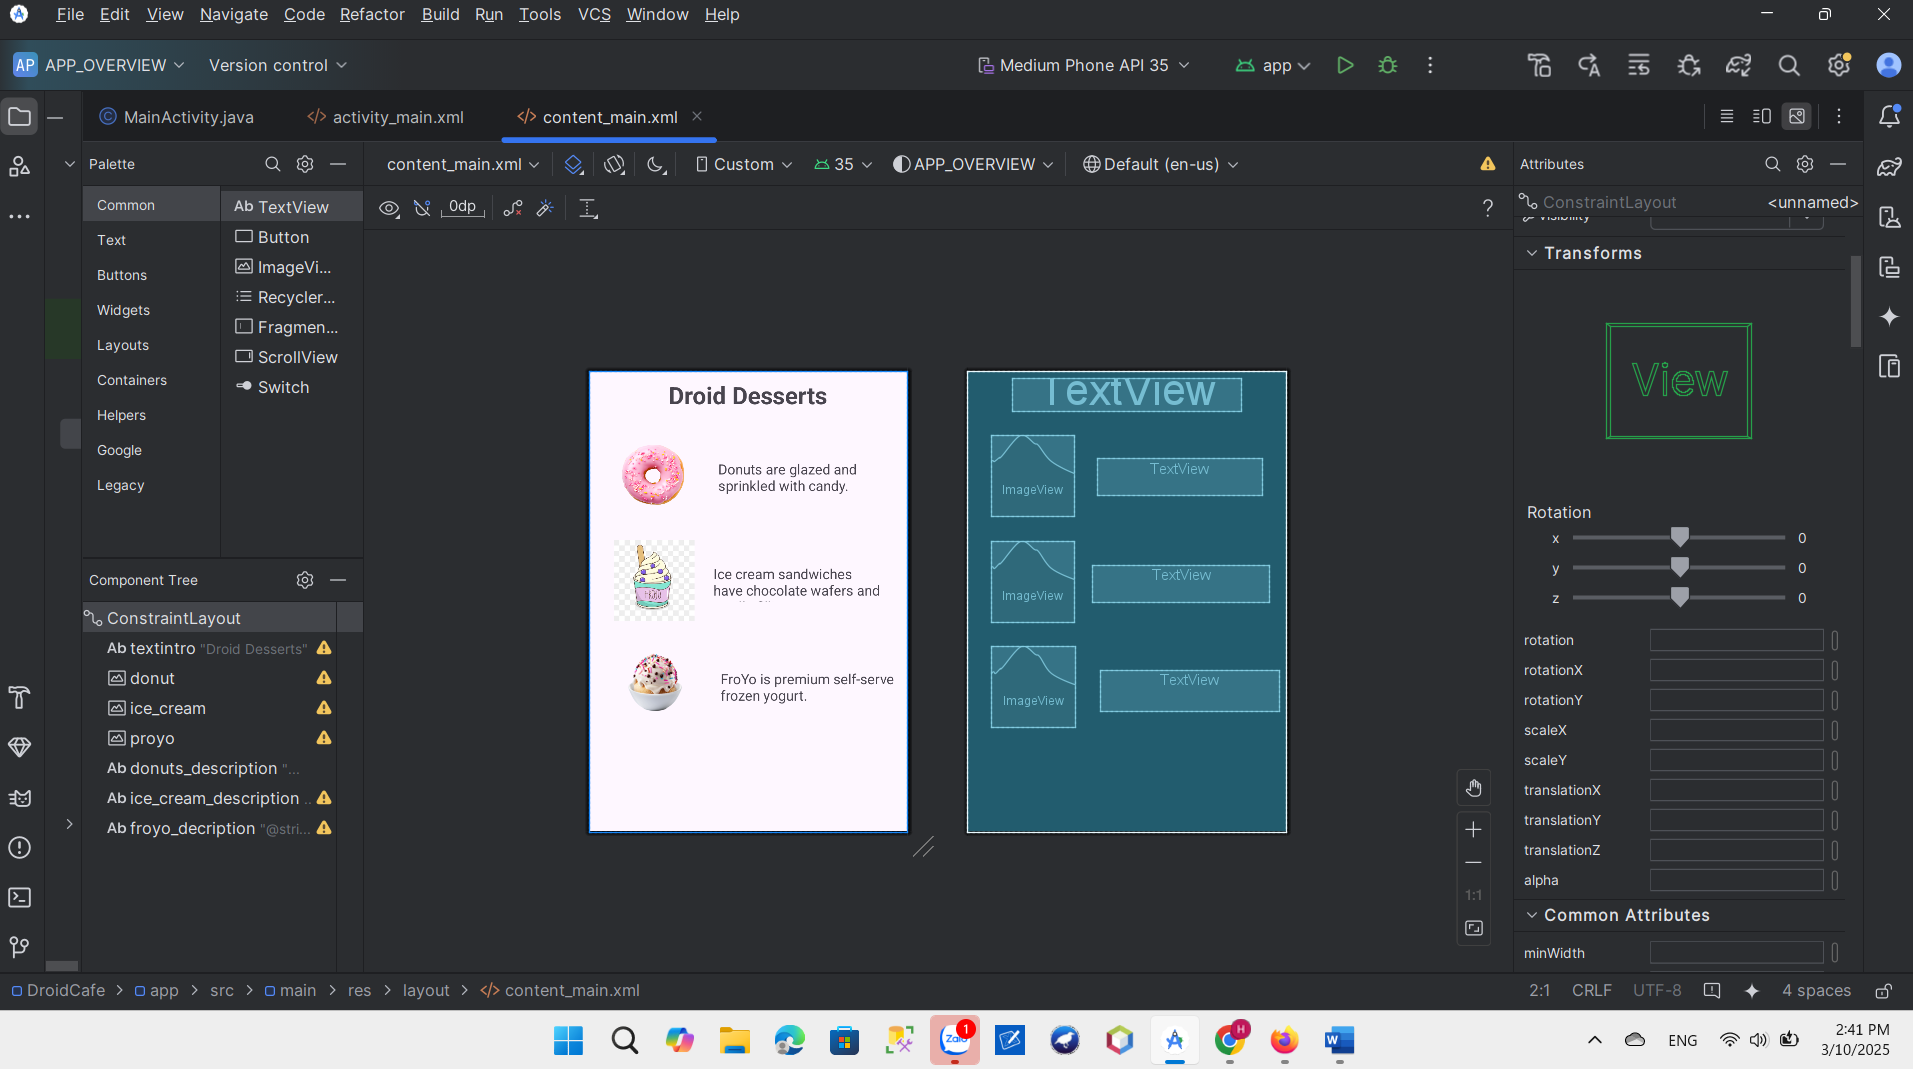 File Edit View Navigate Code Refactor Build Run Tools VCS Window Help
AP APP_OVERVIEW Version control Medium Phone API 35 app
MainActivity.java activity_main.xml content_main.xml
Palette
Common
Text
Buttons
Widgets
Layouts
Containers
Helpers
Google
Legacy
Ab TextView
Button
ImageVi...
Recycler...
Fragmen...
ScrollView
Switch
content_main.xml Custom 35 APP_OVERVIEW Default (en-us)
0dp
?
Component Tree
ConstraintLayout
Ab textintro "Droid Desserts"
donut
ice_cream
proyo
Ab donuts_description "...
Ab ice_cream_description ..
Ab froyo_decription "@stri...
Droid Desserts
Donuts are glazed and
sprinkled with candy.
Ice cream sandwiches
have chocolate wafers and
FroYo is premium self-serve
frozen yogurt.
TextView
ImageView
TextView
ImageView
TextView
ImageView
TextView
1:1
Attributes
ConstraintLayout <unnamed>
visibility
Transforms
View
Rotation
x 0
y 0
z 0
rotation
rotationX
rotationY
scaleX
scaleY
translationX
translationY
translationZ
alpha
Common Attributes
minWidth
DroidCafe > app > src > main > res > layout > content_main.xml
2:1 CRLF UTF-8 4 spaces
Zalo
1
H
W
ENG
2:41 PM
3/10/2025